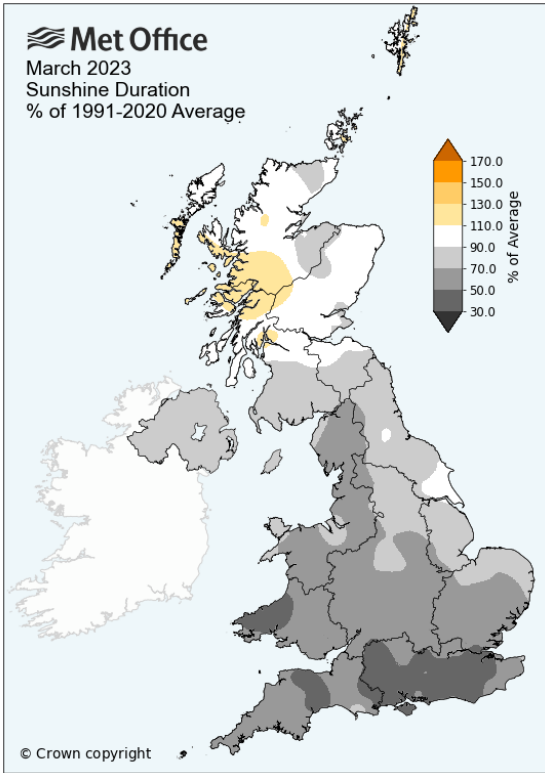 Met Office
March 2023
Sunshine Duration
% of 1991-2020 Average
170.0
150.0
130.0
110.0
90.0
70.0
50.0
30.0
% of Average
© Crown copyright